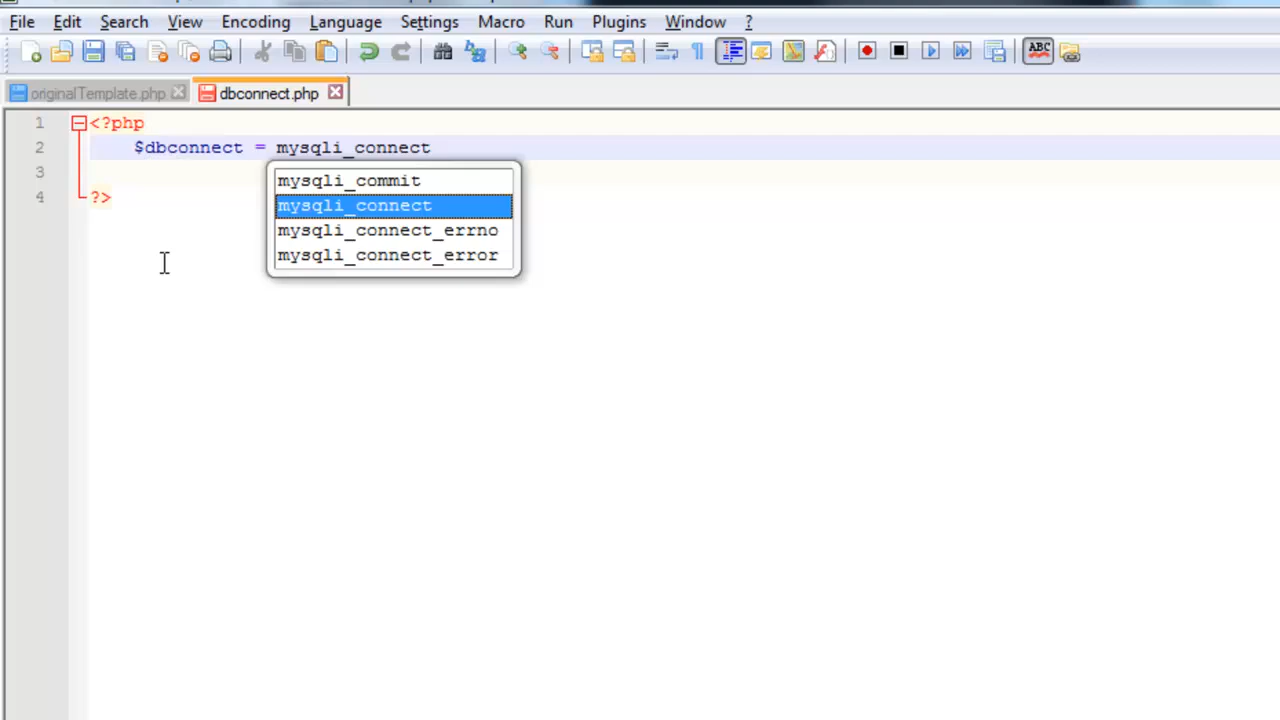 File Edit Search View Encoding Language Settings Macro Run Plugins Window ?
ABC
originalTemplate.php dbconnect.php
1 <?php
2 $dbconnect = mysqli_connect
3
4 ?>
mysqli_commit
mysqli_connect
mysqli_connect_errno
mysqli_connect_error